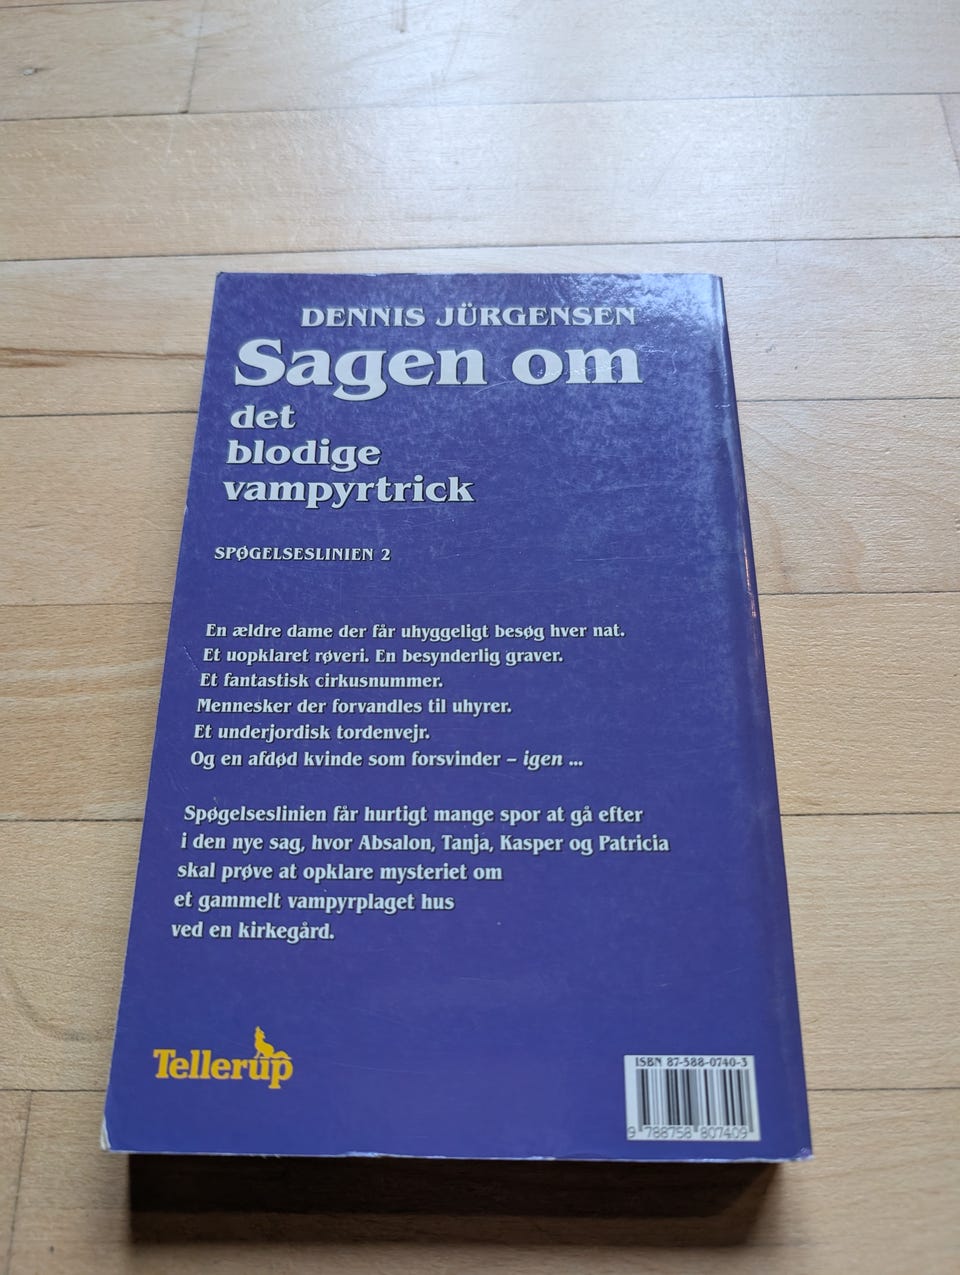 DENNIS JÜRGENSEN
Sagen om
det
blodige
vampyrtrick
SPØGELSESLINIEN 2
En ældre dame der får uhyggeligt besøg hver nat.
Et uopklaret røveri. En besynderlig graver.
Et fantastisk cirkusnummer.
Mennesker der forvandles til uhyrer.
Et underjordisk tordenvejr.
Og en afdød kvinde som forsvinder – igen ...
Spøgelseslinien får hurtigt mange spor at gå efter
i den nye sag, hvor Absalon, Tanja, Kasper og Patricia
skal prøve at opklare mysteriet om
et gammelt vampyrplaget hus
ved en kirkegård.
Tellerup
ISBN 87-588-0740-3
9 788758 807409